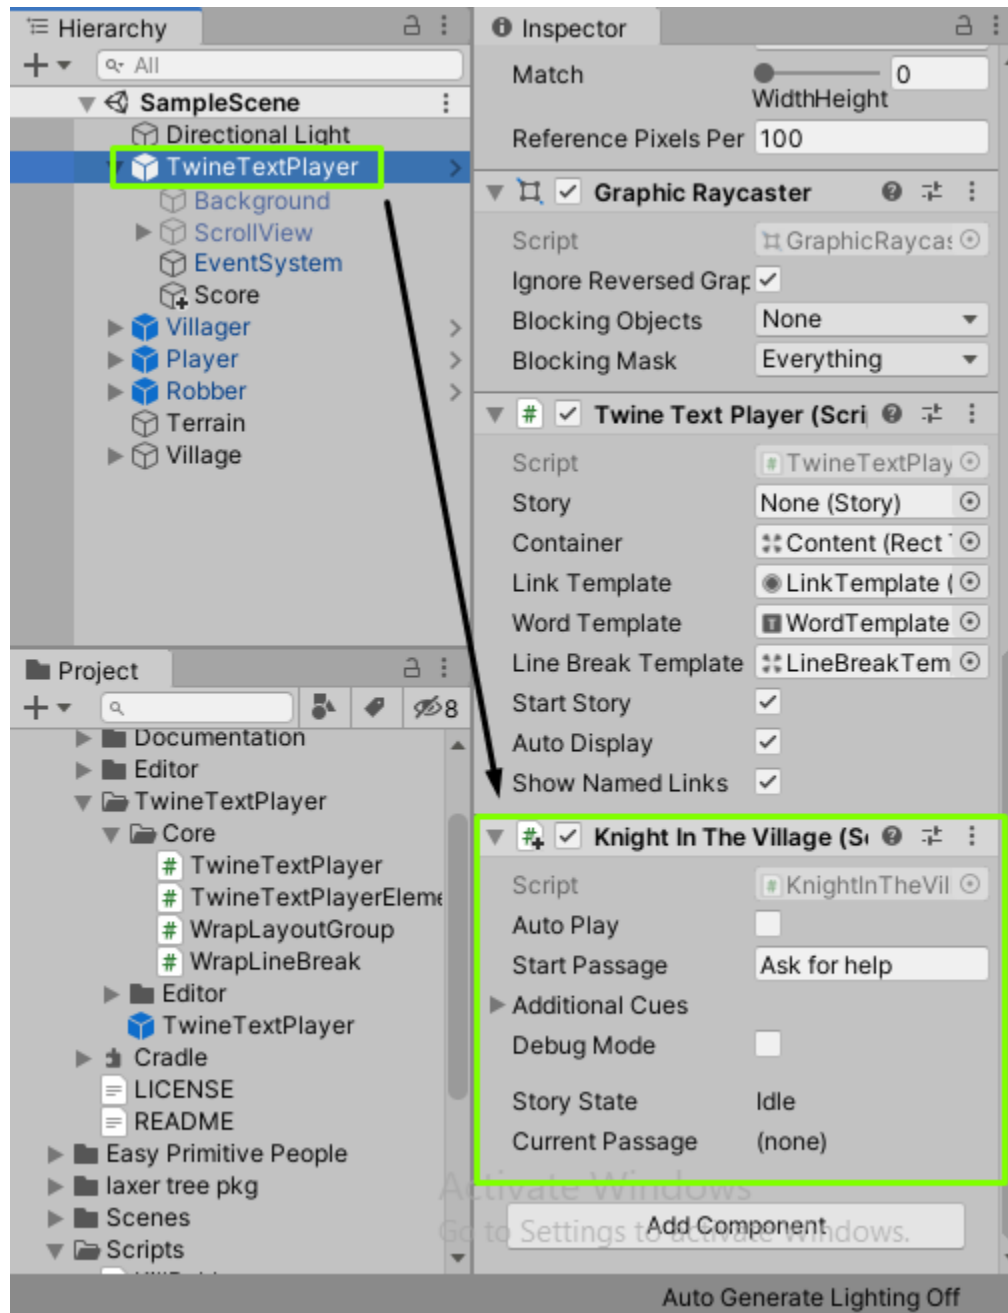 Hierarchy
All
SampleScene
Directional Light
TwineTextPlayer
Background
ScrollView
EventSystem
Score
Villager
Player
Robber
Terrain
Village
Project
8
Documentation
Editor
TwineTextPlayer
Core
TwineTextPlayer
TwineTextPlayerEleme
WrapLayoutGroup
WrapLineBreak
Editor
TwineTextPlayer
Cradle
LICENSE
README
Easy Primitive People
laxer tree pkg
Scenes
Scripts
Inspector
Match 0
WidthHeight
Reference Pixels Per 100
Graphic Raycaster
Script GraphicRaycas
Ignore Reversed Grap
Blocking Objects None
Blocking Mask Everything
Twine Text Player (Scri
Script TwineTextPlay
Story None (Story)
Container Content (Rect
Link Template LinkTemplate (
Word Template WordTemplate
Line Break Template LineBreakTem
Start Story
Auto Display
Show Named Links
Knight In The Village (S
Script KnightInTheVil
Auto Play
Start Passage Ask for help
Additional Cues
Debug Mode
Story State Idle
Current Passage (none)
Activate Windows
Go to Settings to activate Windows.
Add Component
Auto Generate Lighting Off